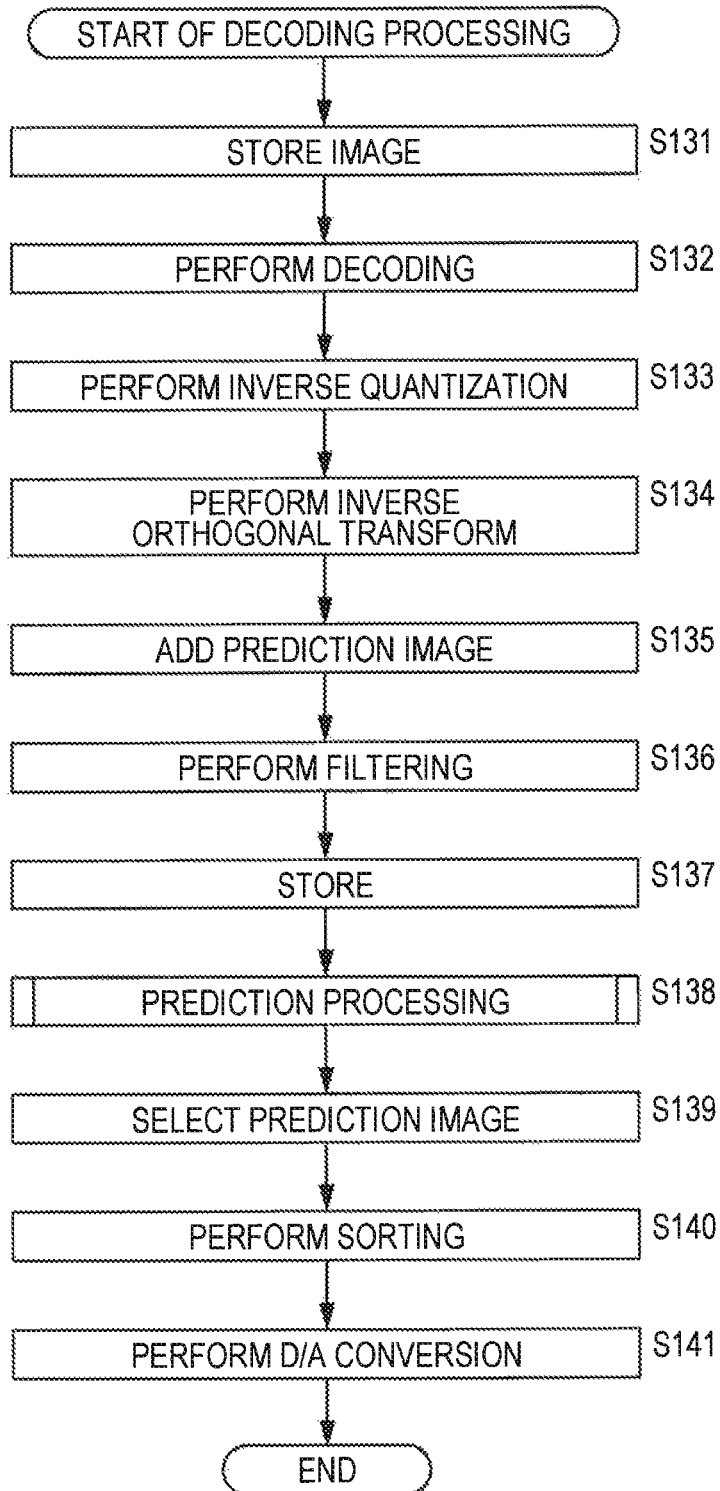 START OF DECODING PROCESSING
STORE IMAGE
S131
PERFORM DECODING
S132
PERFORM INVERSE QUANTIZATION
S133
PERFORM INVERSE
ORTHOGONAL TRANSFORM
S134
ADD PREDICTION IMAGE
S135
PERFORM FILTERING
S136
STORE
S137
PREDICTION PROCESSING
S138
SELECT PREDICTION IMAGE
S139
PERFORM SORTING
S140
PERFORM D/A CONVERSION
S141
END